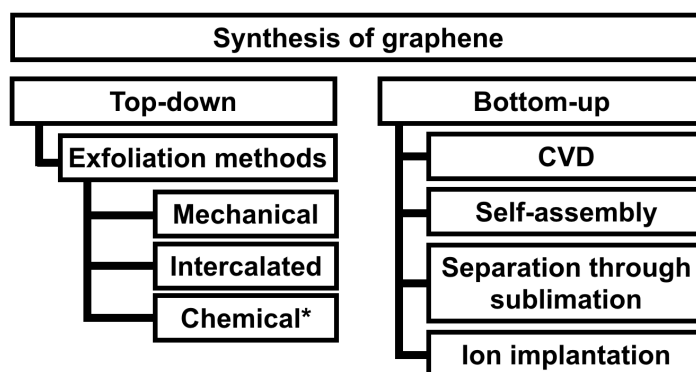 Synthesis of graphene
Top-down
Exfoliation methods
Mechanical
Intercalated
Chemical*
Bottom-up
CVD
Self-assembly
Separation through
sublimation
Ion implantation